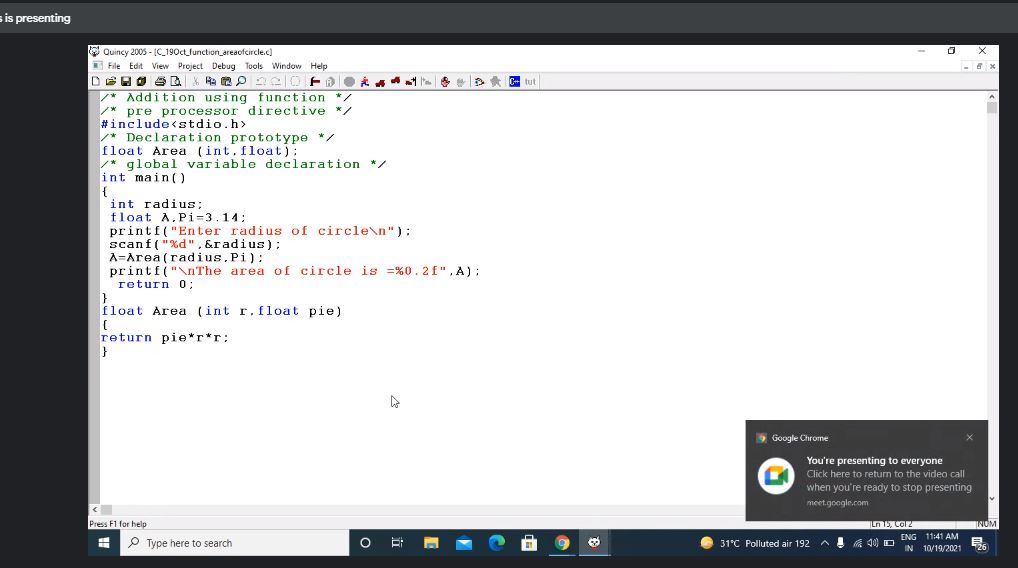 s is presenting
Quincy 2005 - [C_19Oct_function_areaofcircle.c]
File Edit View Project Debug Tools Window Help
C++ tut
/* Addition using function */
/* pre processor directive */
#include<stdio.h>
/* Declaration prototype */
float Area (int,float);
/* global variable declaration */
int main()
{
int radius;
float A,Pi=3.14;
printf("Enter radius of circle\n");
scanf("%d",&radius);
A=Area(radius,Pi);
printf("\nThe area of circle is =%0.2f",A);
return 0;
}
float Area (int r,float pie)
{
return pie*r*r;
}
Google Chrome
You're presenting to everyone
Click here to return to the video call
when you're ready to stop presenting
meet.google.com
Press F1 for help
Ln 15, Col 2
NUM
Type here to search
31°C Polluted air 192
ENG
IN
11:41 AM
10/19/2021
26